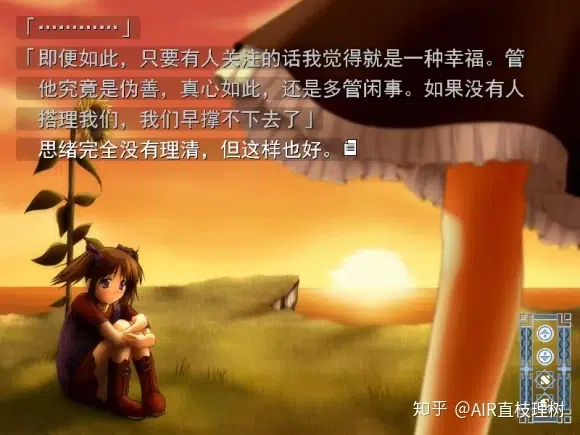 「…………」
「即便如此，只要有人关注的话我觉得就是一种幸福。管
他究竟是伪善，真心如此，还是多管闲事。如果没有人
搭理我们，我们早撑不下去了」
思绪完全没有理清，但这样也好。
知乎 @AIR直枝理树